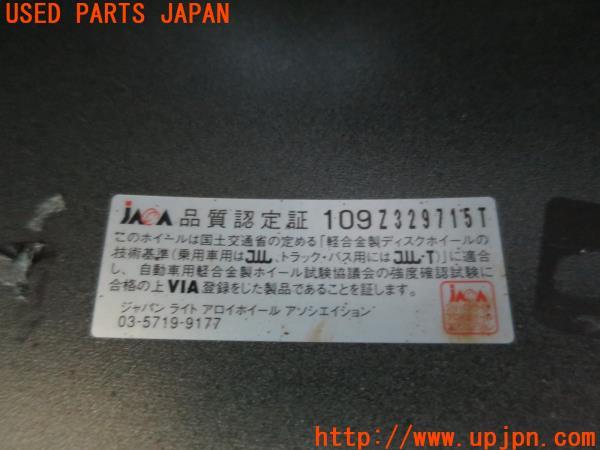 USED PARTS JAPAN
JAWA 品質認定証 109Z329715T
このホイールは国土交通省の定める「軽合金製ディスクホイールの
技術基準(乗用車用はJWL、トラック・バス用にはJWL-T)」に適合
し、自動車用軽合金製ホイール試験協議会の強度確認試験に
合格の上VIA登録をした製品であることを証します。
ジャパン ライト アロイホイール アソシエイション
03-5719-9177
JAWA
http://www.upjpn.com